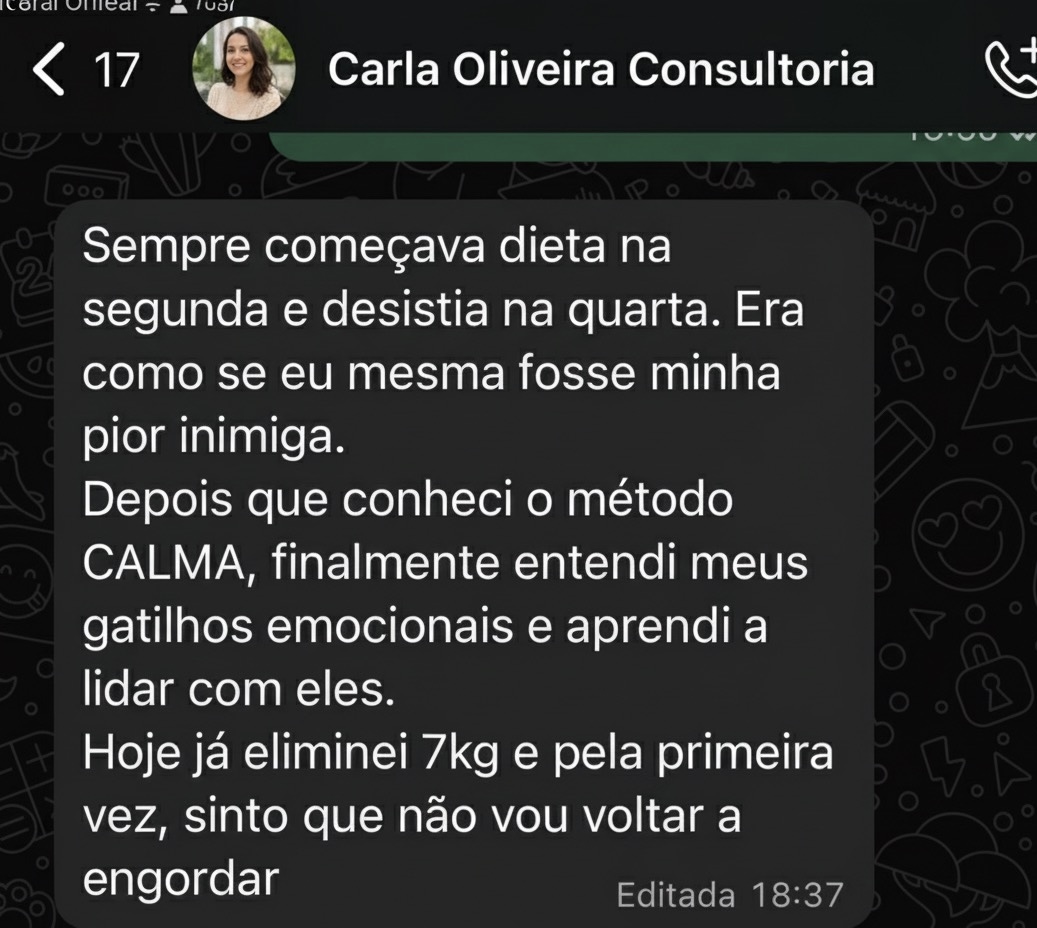 17
Carla Oliveira Consultoria
Sempre começava dieta na
segunda e desistia na quarta. Era
como se eu mesma fosse minha
pior inimiga.
Depois que conheci o método
CALMA, finalmente entendi meus
gatilhos emocionais e aprendi a
lidar com eles.
Hoje já eliminei 7kg e pela primeira
vez, sinto que não vou voltar a
engordar
Editada 18:37